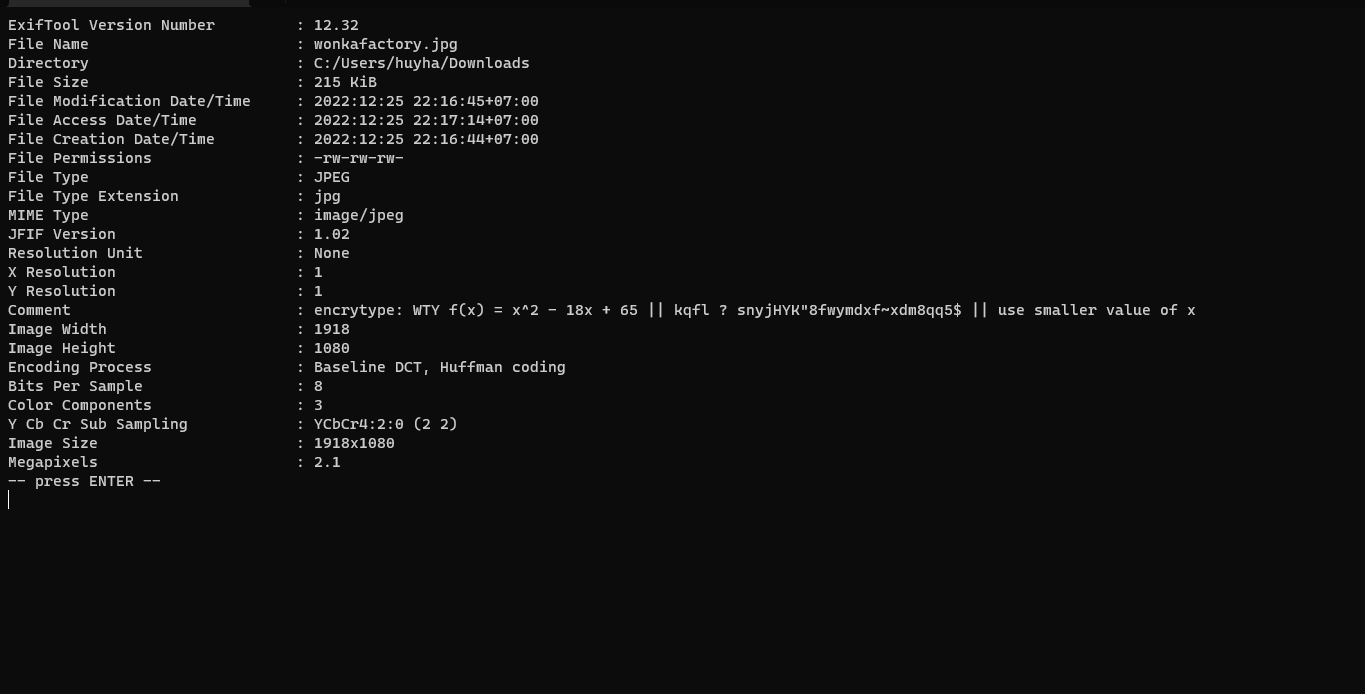 ExifTool Version Number         : 12.32
File Name                       : wonkafactory.jpg
Directory                       : C:/Users/huyha/Downloads
File Size                       : 215 KiB
File Modification Date/Time     : 2022:12:25 22:16:45+07:00
File Access Date/Time           : 2022:12:25 22:17:14+07:00
File Creation Date/Time         : 2022:12:25 22:16:44+07:00
File Permissions                : -rw-rw-rw-
File Type                       : JPEG
File Type Extension             : jpg
MIME Type                       : image/jpeg
JFIF Version                    : 1.02
Resolution Unit                 : None
X Resolution                    : 1
Y Resolution                    : 1
Comment                         : encrytype: WTY f(x) = x^2 - 18x + 65 || kqfl ? snyjHYK"8fwymdxf~xdm8qq5$ || use smaller value of x
Image Width                     : 1918
Image Height                    : 1080
Encoding Process                : Baseline DCT, Huffman coding
Bits Per Sample                 : 8
Color Components                : 3
Y Cb Cr Sub Sampling            : YCbCr4:2:0 (2 2)
Image Size                      : 1918x1080
Megapixels                      : 2.1
-- press ENTER --